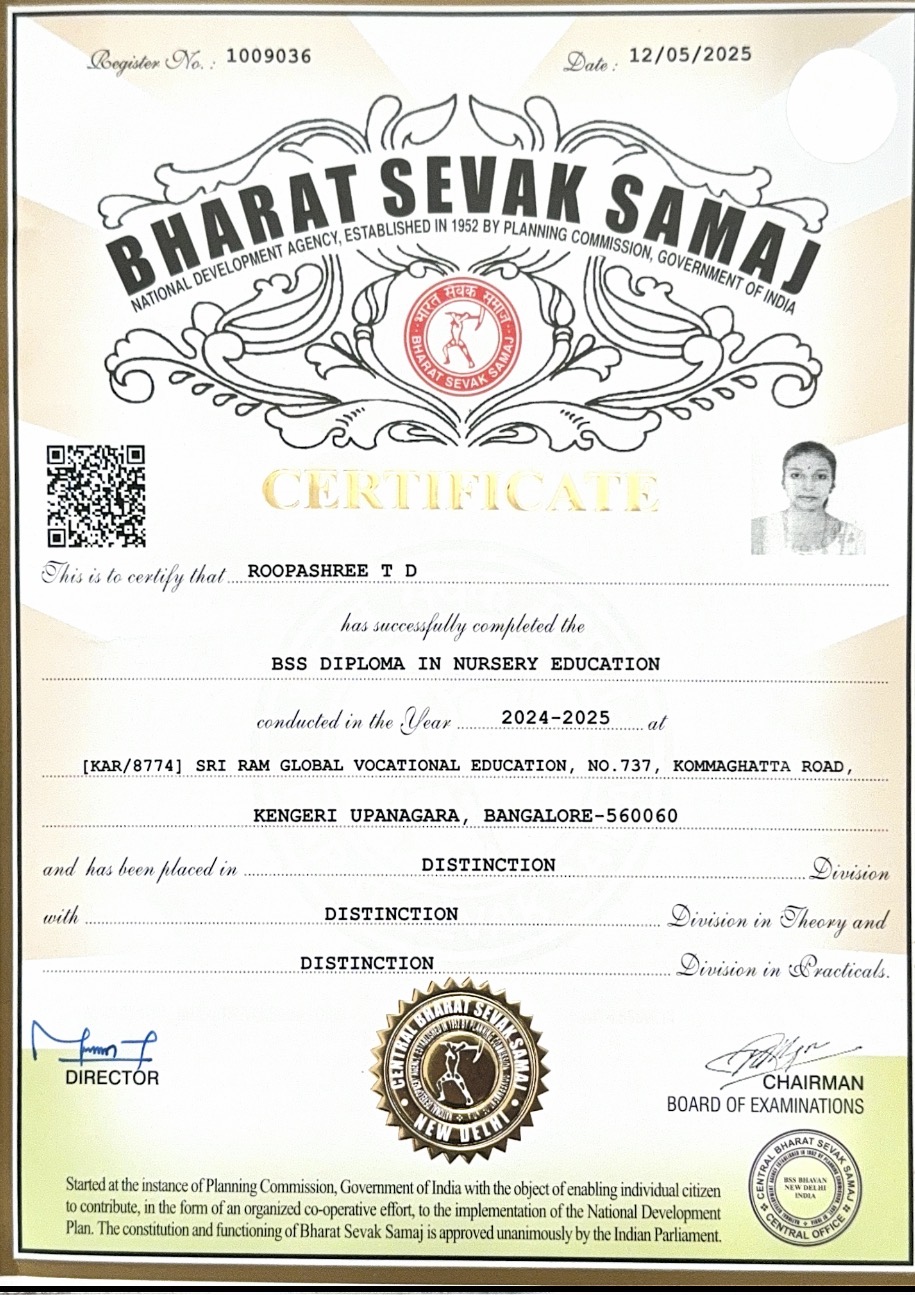 Register No. : 1009036
Date : 12/05/2025
BHARAT SEVAK SAMAJ
NATIONAL DEVELOPMENT AGENCY, ESTABLISHED IN 1952 BY PLANNING COMMISSION, GOVERNMENT OF INDIA
भारत सेवक समाज
BHARAT SEVAK SAMAJ
CERTIFICATE
This is to certify that ROOPASHREE T D
has successfully completed the
BSS DIPLOMA IN NURSERY EDUCATION
conducted in the Year 2024-2025 at
[KAR/8774] SRI RAM GLOBAL VOCATIONAL EDUCATION, NO.737, KOMMAGHATTA ROAD,
KENGERI UPANAGARA, BANGALORE-560060
and has been placed in DISTINCTION Division
with DISTINCTION Division in Theory and
DISTINCTION Division in Practicals.
CENTRAL BHARAT SEVAK SAMAJ
NEW DELHI
DIRECTOR
CHAIRMAN
BOARD OF EXAMINATIONS
CENTRAL BHARAT SEVAK SAMAJ
BSS BHAVAN
NEW DELHI
INDIA
CENTRAL OFFICE
Started at the instance of Planning Commission, Government of India with the object of enabling individual citizen
to contribute, in the form of an organized co-operative effort, to the implementation of the National Development
Plan. The constitution and functioning of Bharat Sevak Samaj is approved unanimously by the Indian Parliament.